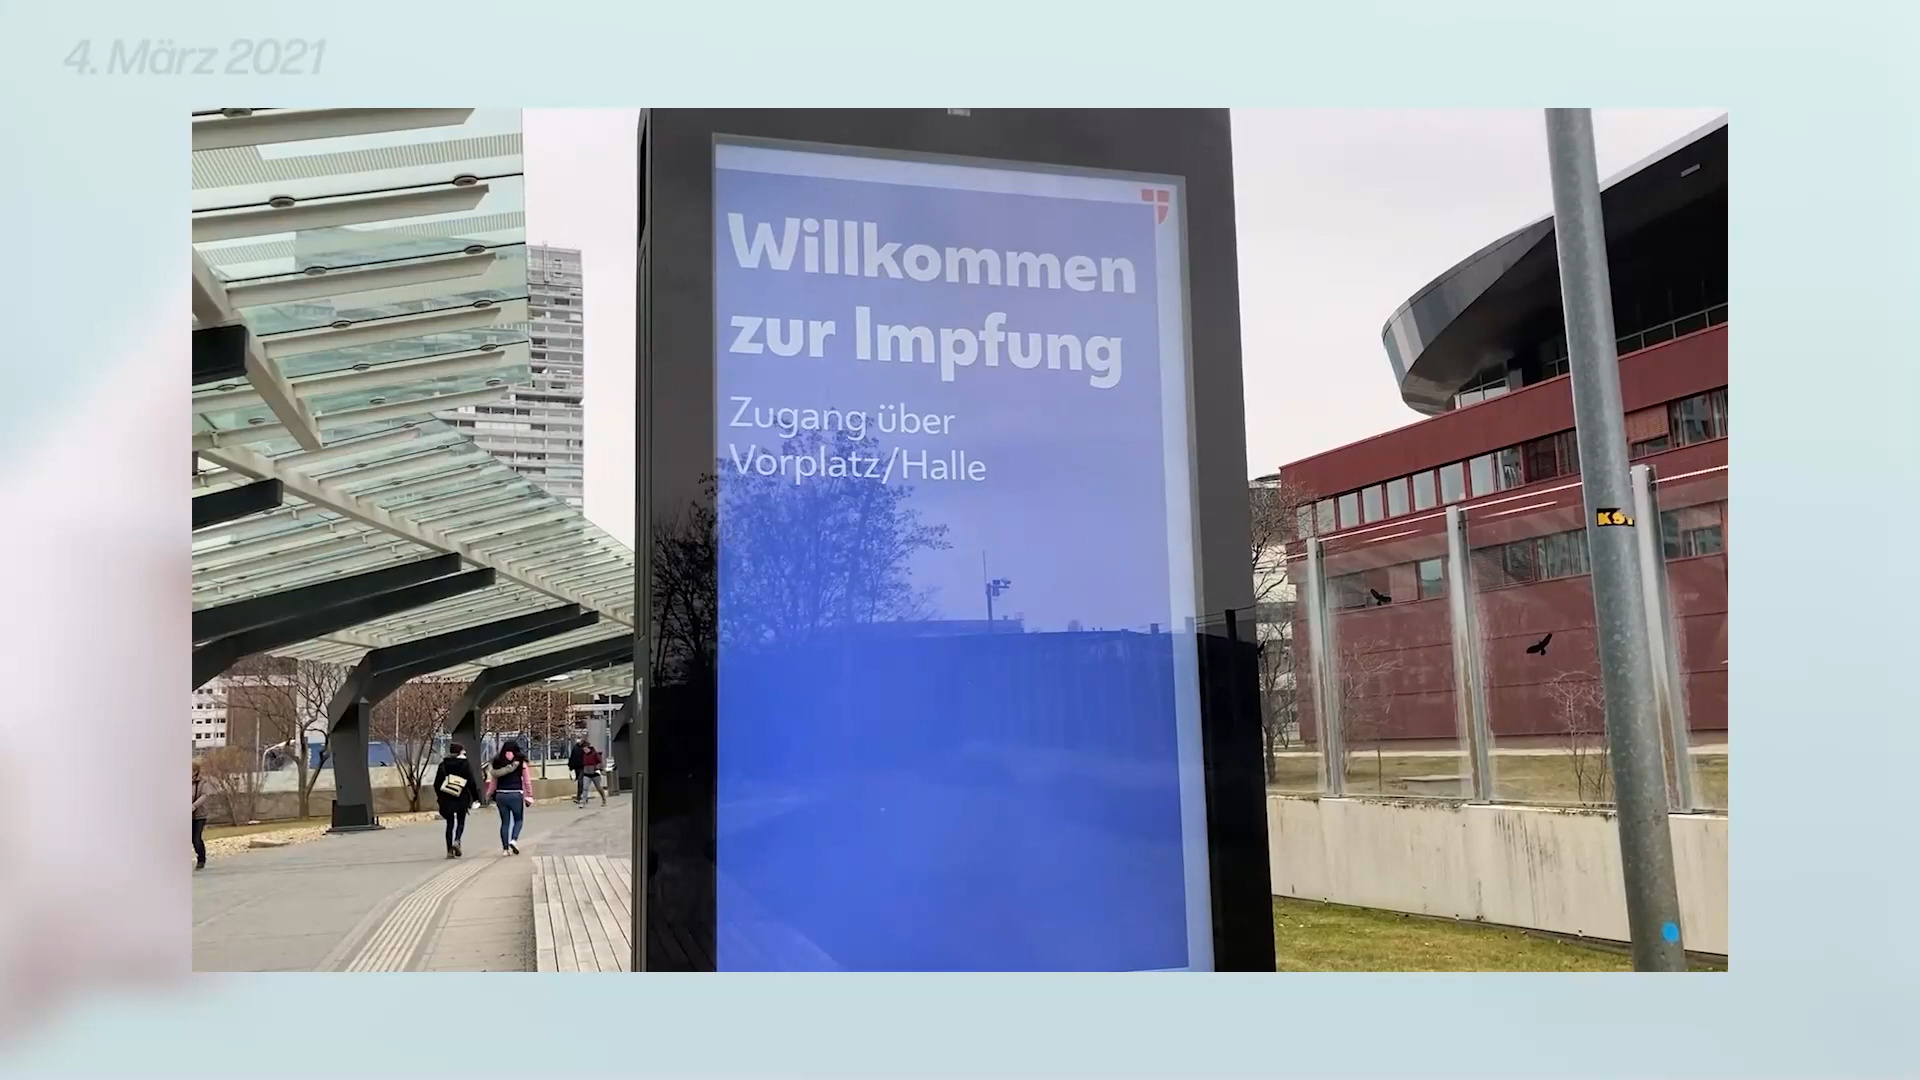 4. März 2021
Willkommen
zur Impfung
Zugang über
Vorplatz/Halle